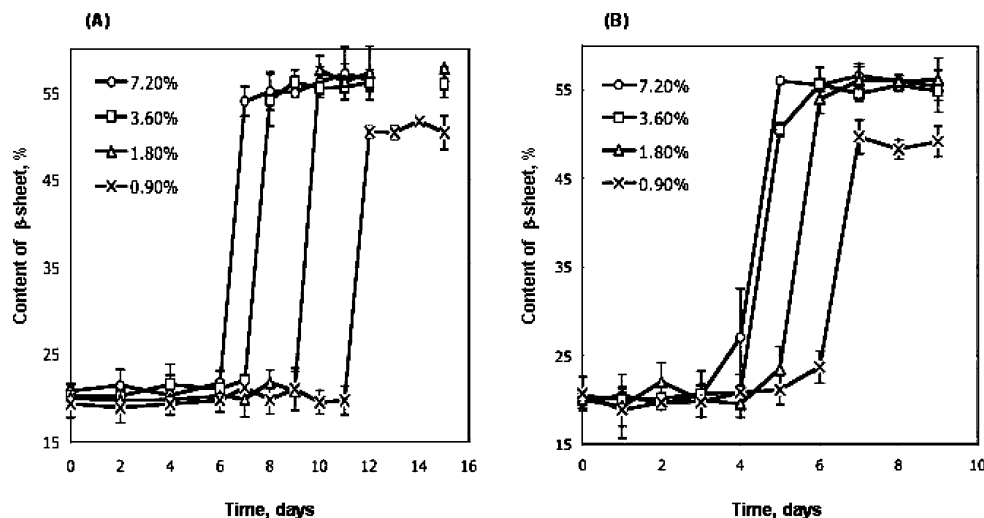 (A)
55
45
35
25
15
Content of β-sheet, %
7.20%
3.60%
1.80%
0.90%
0 2 4 6 8 10 12 14 16
Time, days
(B)
55
45
35
25
15
Content of β-sheet, %
7.20%
3.60%
1.80%
0.90%
0 2 4 6 8 10
Time, days